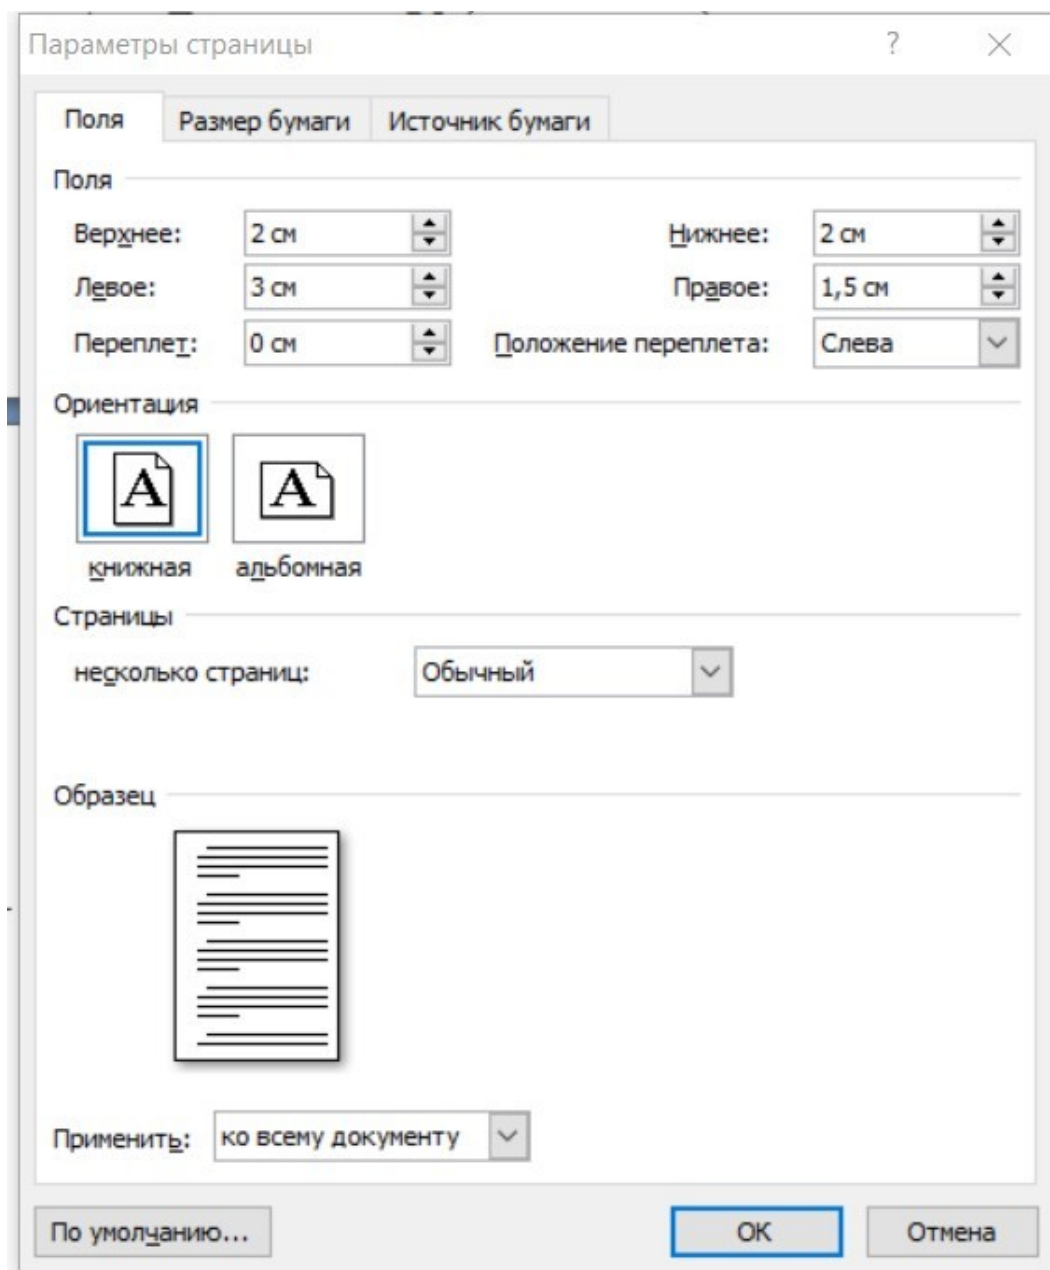 Параметры страницы ? ×
Поля Размер бумаги Источник бумаги
Поля
Верхнее: 2 см Нижнее: 2 см
Левое: 3 см Правое: 1,5 см
Переплет: 0 см Положение переплета: Слева
Ориентация
A A
книжная альбомная
Страницы
несколько страниц: Обычный
Образец
Применить: ко всему документу
По умолчанию... ОК Отмена